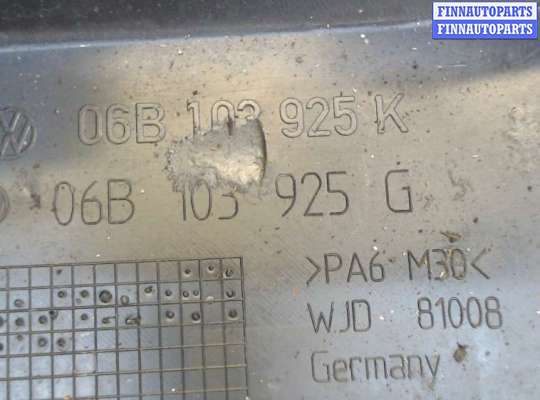 FINNAUTOPARTS
FINNAUTOPARTS
06B 103 925 K
06B 103 925 G
>PA6 M30<
WJD 81008
Germany